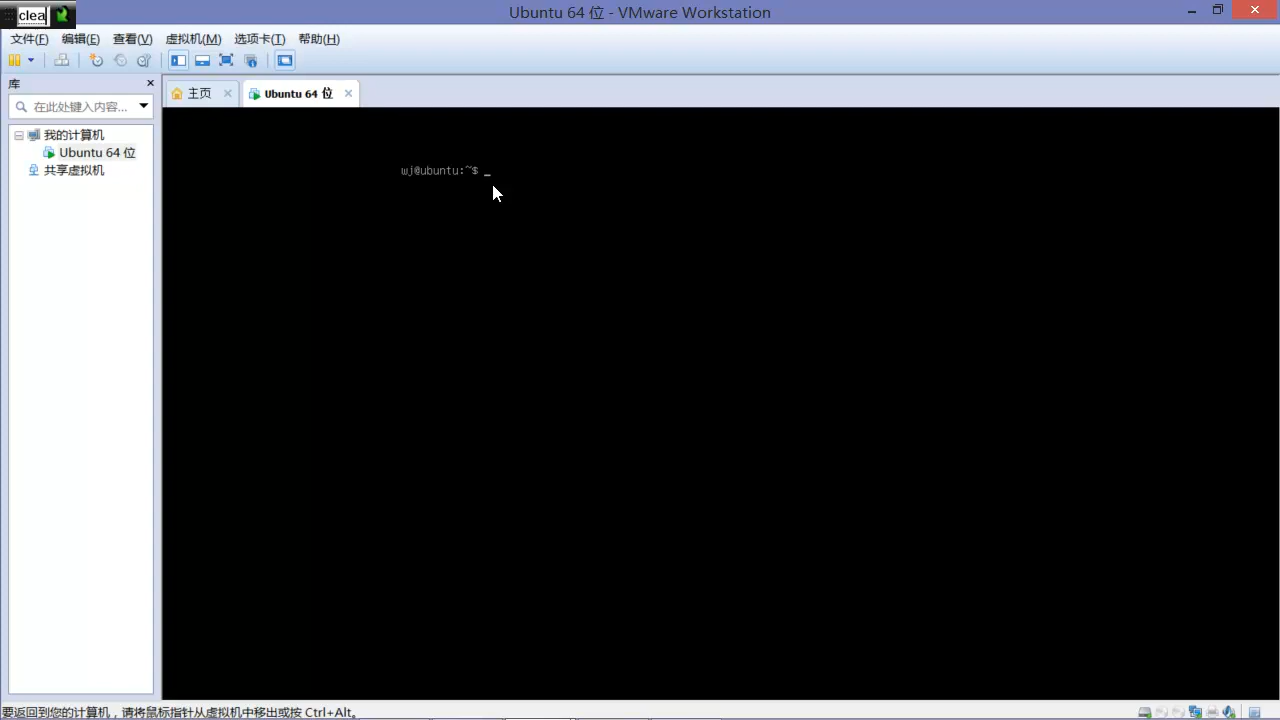 clea
Ubuntu 64 位 - VMware Workstation
文件(F) 编辑(E) 查看(V) 虚拟机(M) 选项卡(T) 帮助(H)
库
主页
Ubuntu 64 位
在此处键入内容...
我的计算机
Ubuntu 64 位
共享虚拟机
wj@ubuntu:~$ _
要返回到您的计算机，请将鼠标指针从虚拟机中移出或按 Ctrl+Alt。